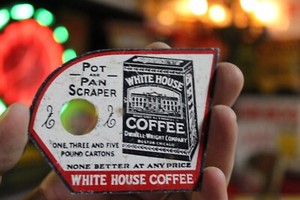 POT
AND
PAN
SCRAPER
ONE, THREE AND FIVE
POUND CARTONS
WHITE HOUSE
COFFEE
DWINELL-WRIGHT COMPANY
BOSTON-CHICAGO
NONE BETTER AT ANY PRICE
WHITE HOUSE COFFEE